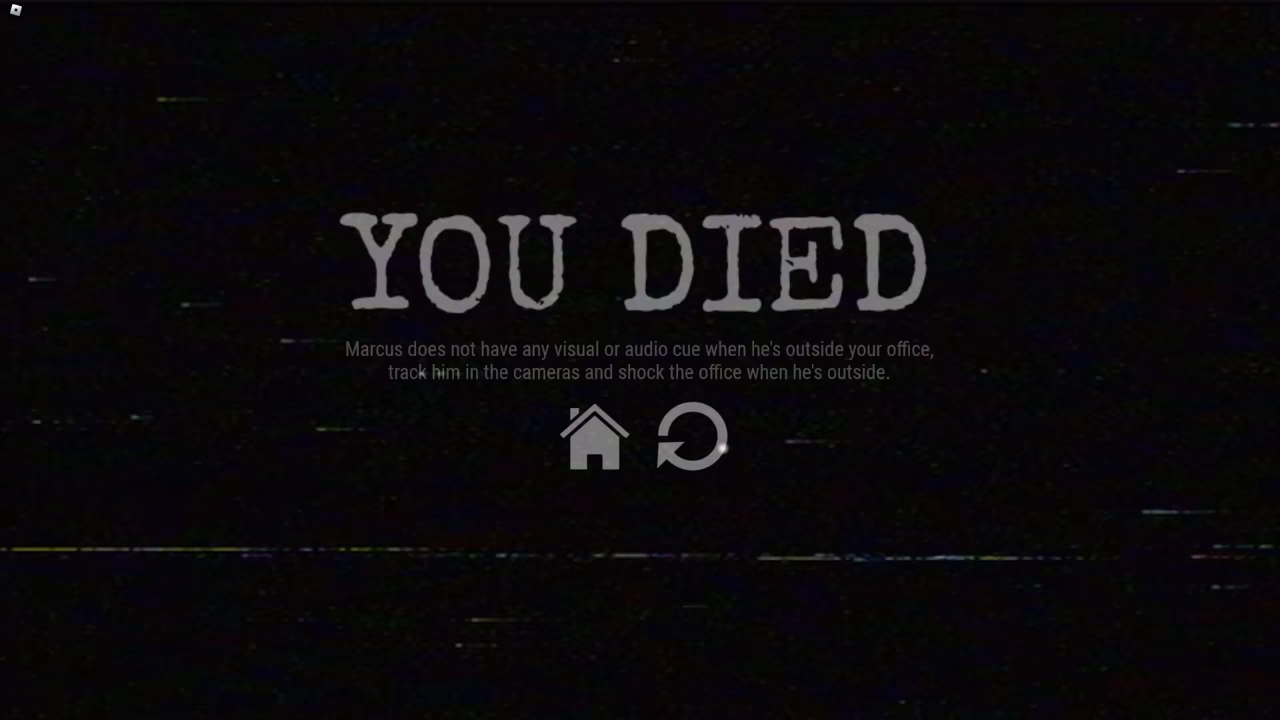 YOU DIED
Marcus does not have any visual or audio cue when he's outside your office,
track him in the cameras and shock the office when he's outside.